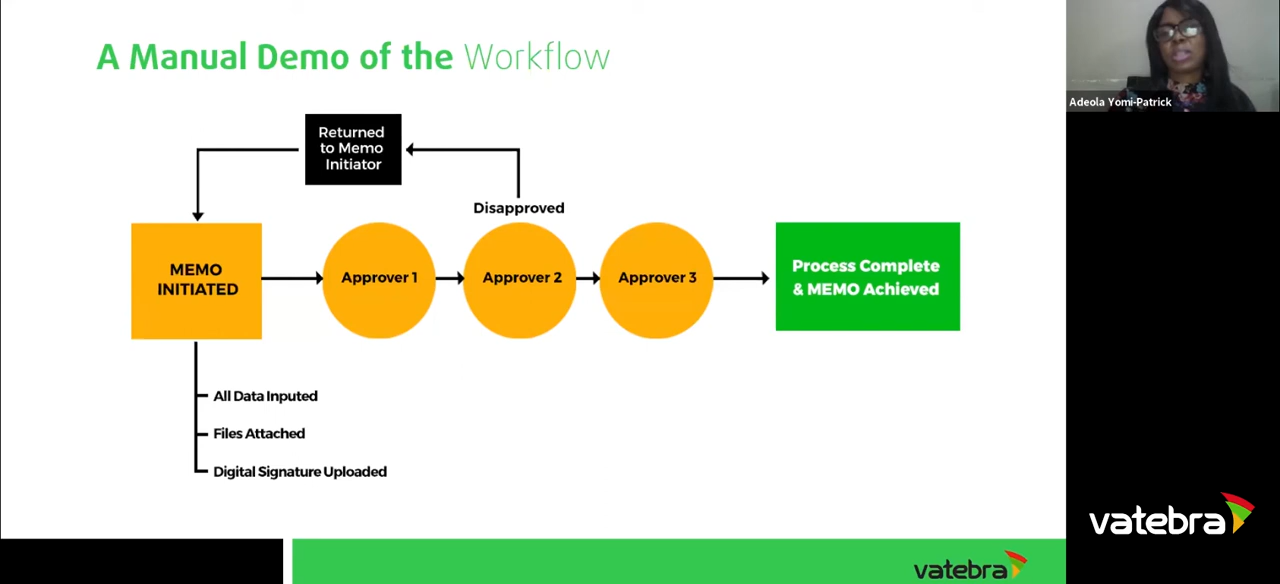 A Manual Demo of the Workflow
Adeola Yomi-Patrick
Returned
to Memo
Initiator
Disapproved
MEMO
INITIATED
Approver 1
Approver 2
Approver 3
Process Complete
& MEMO Achieved
All Data Inputed
Files Attached
Digital Signature Uploaded
vatebra
vatebra